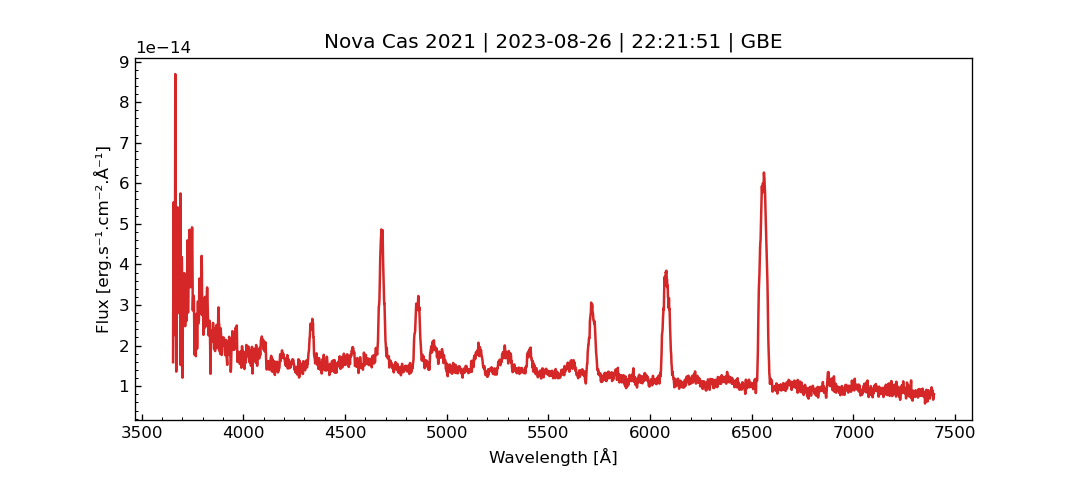 Nova Cas 2021 | 2023-08-26 | 22:21:51 | GBE
1e−14
9
8
7
6
5
4
3
2
1
Flux [erg.s⁻¹.cm⁻².Å⁻¹]
3500 4000 4500 5000 5500 6000 6500 7000 7500
Wavelength [Å]